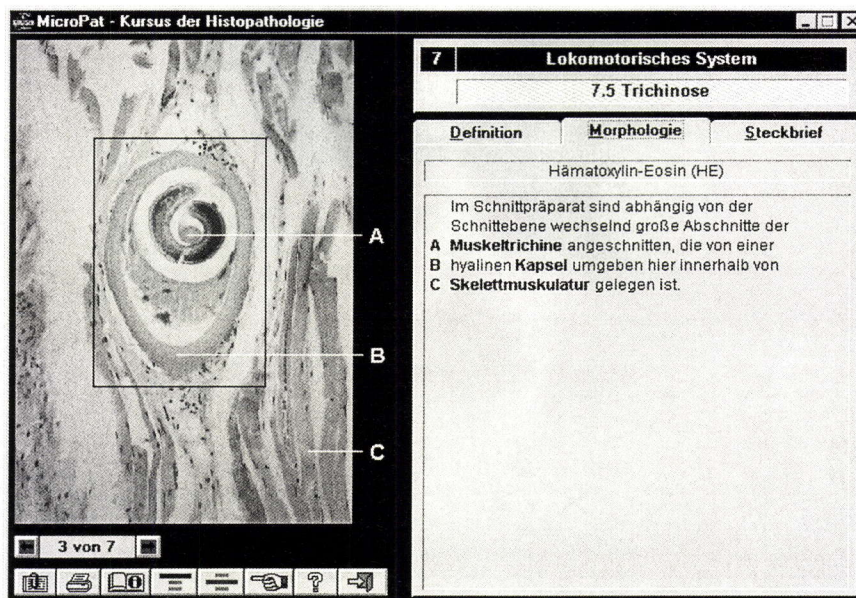 MicroPat - Kursus der Histopathologie
7 Lokomotorisches System
7.5 Trichinose
Definition Morphologie Steckbrief
Hämatoxylin-Eosin (HE)
Im Schnittpräparat sind abhängig von der
Schnittebene wechselnd große Abschnitte der
A Muskeltrichine angeschnitten, die von einer
B hyalinen Kapsel umgeben hier innerhalb von
C Skelettmuskulatur gelegen ist.
A
B
C
3 von 7